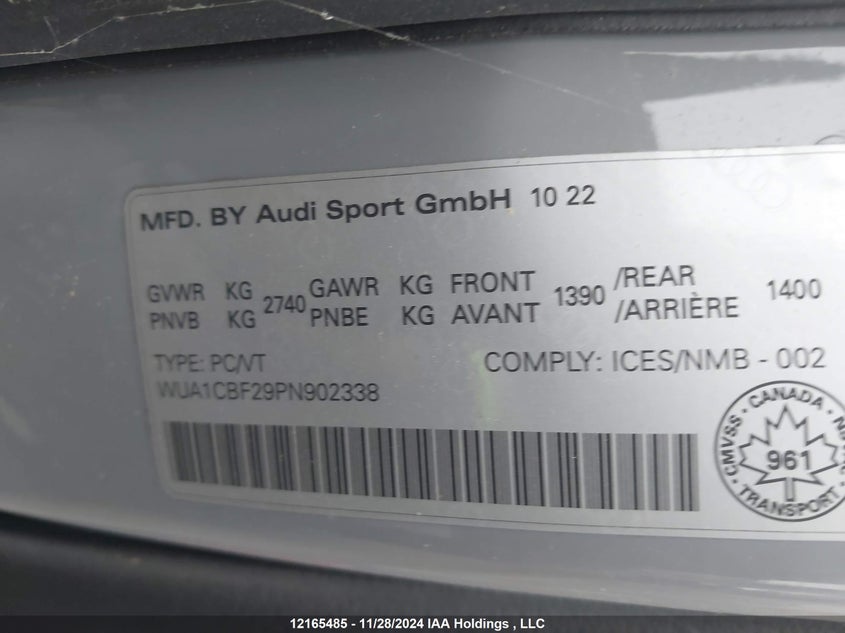 MFD. BY Audi Sport GmbH 10 22
GVWR KG 2740 GAWR KG FRONT 1390 /REAR 1400
PNVB KG PNBE KG AVANT /ARRIÈRE
TYPE: PC/VT COMPLY: ICES/NMB - 002
WUA1CBF29PN902338
CMVSS • CANADA •
961
TRANSPORT
12165485 - 11/28/2024 IAA Holdings , LLC